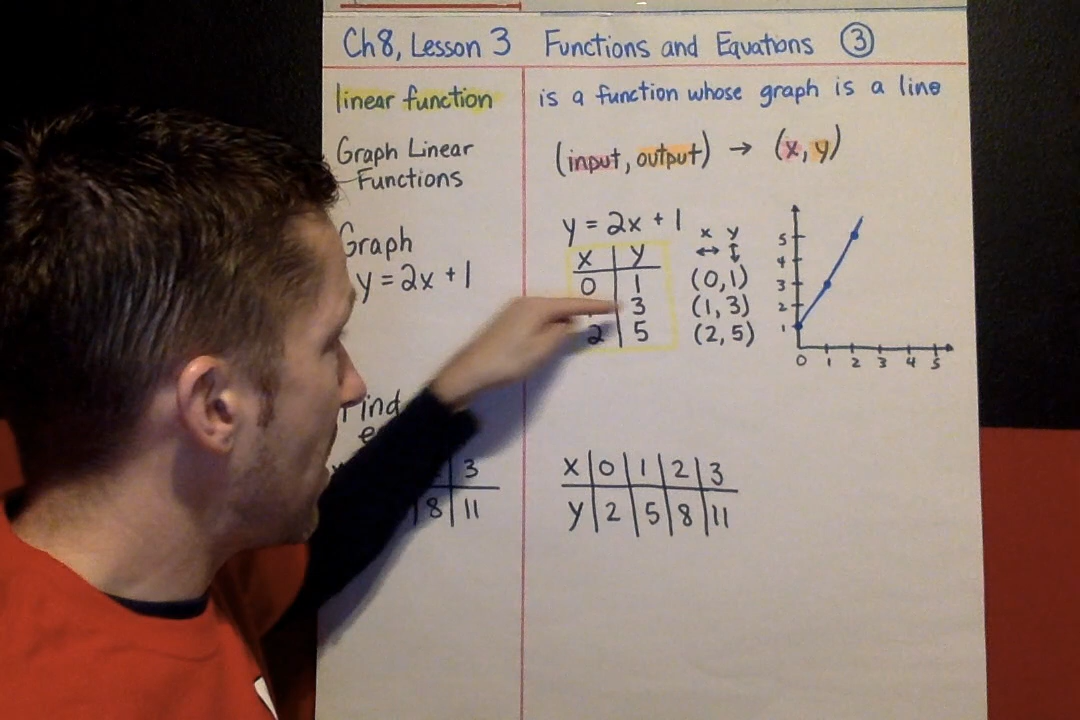 Ch 8, Lesson 3 Functions and Equations ③
linear function
is a function whose graph is a line
Graph Linear
Functions
(input, output) → (x, y)
Graph
y = 2x + 1
y = 2x + 1
x | y
0 | 1
3
2 | 5
x y
↔ ↕
(0,1)
(1, 3)
(2, 5)
5
4
3
2
1
0 1 2 3 4 5
Find
3
8 | 11
x | 0 | 1 | 2 | 3
y | 2 | 5 | 8 | 11